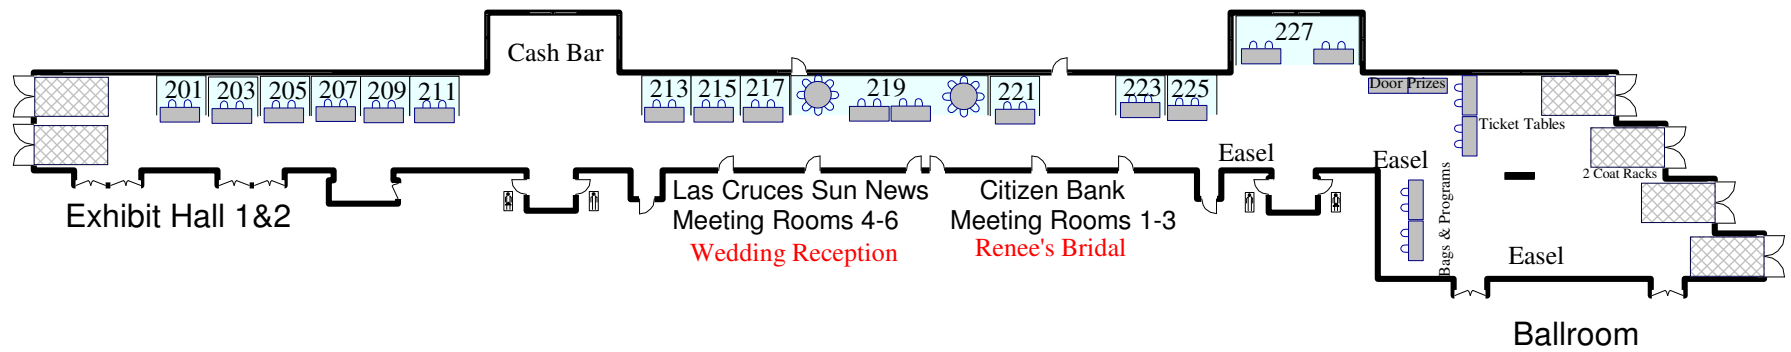 227
Cash Bar
201 203 205 207 209 211 213 215 217 219 221 223 225
Door Prizes
Ticket Tables
Easel
Easel
2 Coat Racks
Bags & Programs
Easel
Exhibit Hall 1&2
Las Cruces Sun News
Meeting Rooms 4-6
Wedding Reception
Citizen Bank
Meeting Rooms 1-3
Renee's Bridal
Ballroom